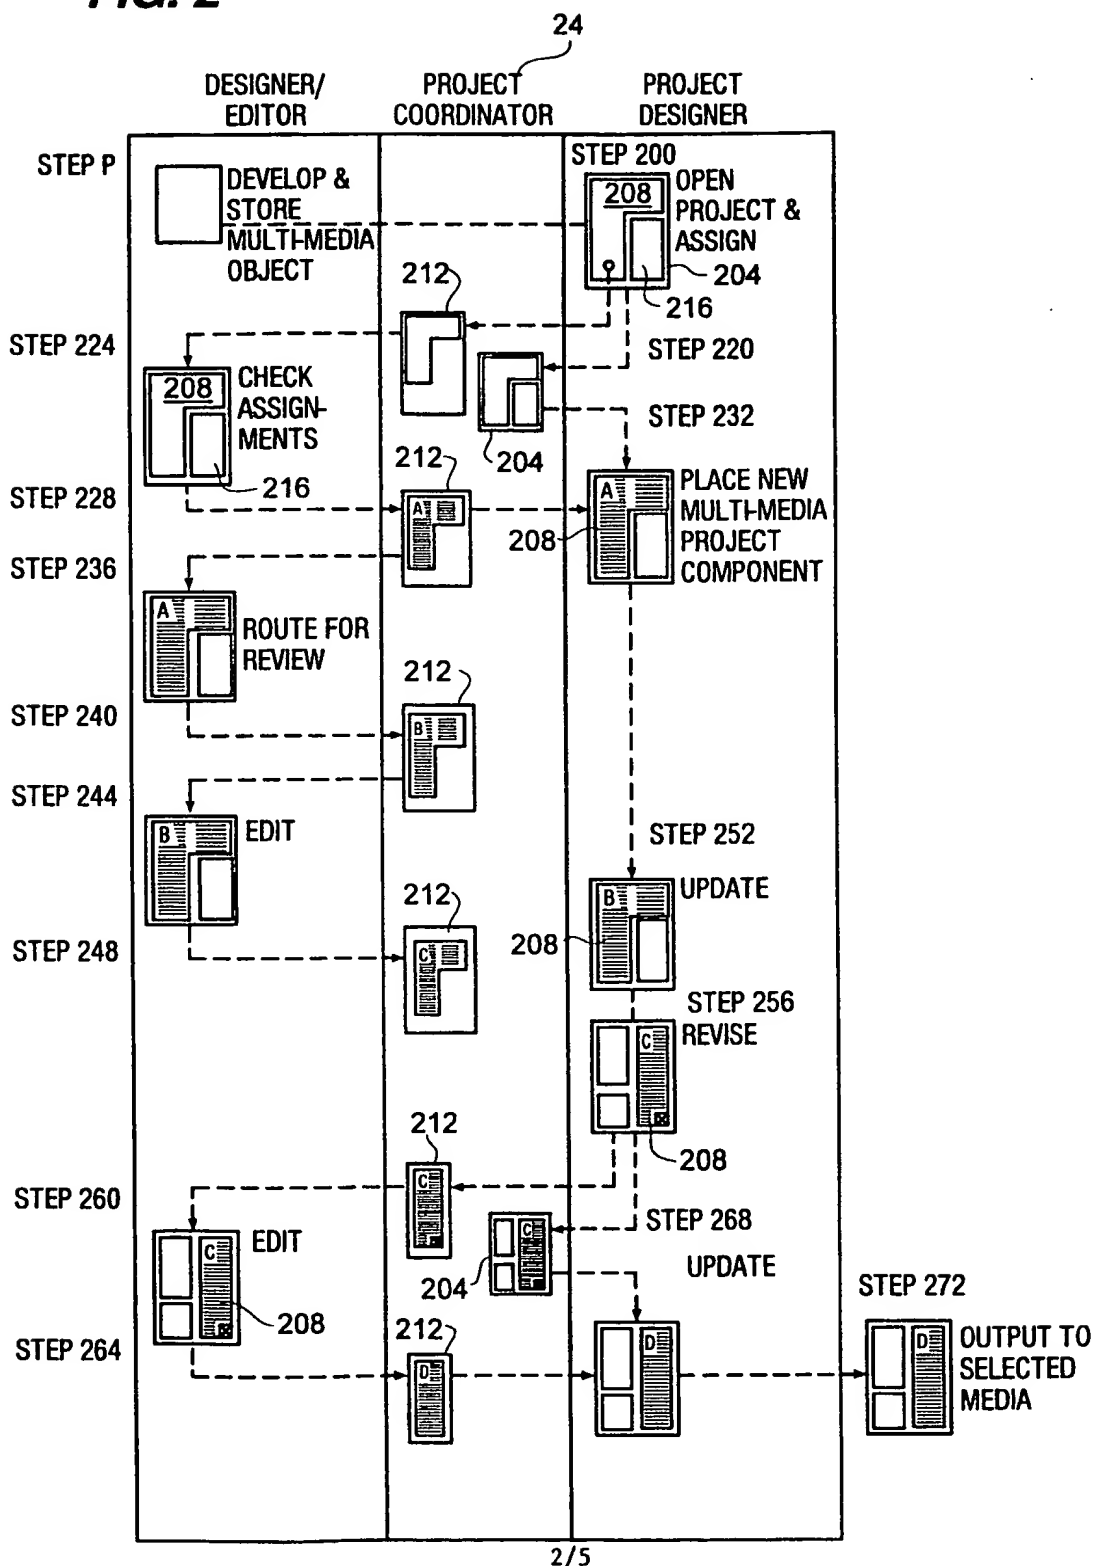 FIG. 2
24
DESIGNER/
EDITOR
PROJECT
COORDINATOR
PROJECT
DESIGNER
STEP P
DEVELOP &
STORE
MULTI-MEDIA
OBJECT
STEP 200
208
OPEN
PROJECT &
ASSIGN
204
216
212
STEP 224
STEP 220
208
CHECK
ASSIGN-
MENTS
216
204
STEP 232
STEP 228
212
A
A
208
PLACE NEW
MULTI-MEDIA
PROJECT
COMPONENT
STEP 236
A
ROUTE FOR
REVIEW
STEP 240
212
B
STEP 244
B
EDIT
STEP 252
UPDATE
B
208
STEP 248
212
C
STEP 256
REVISE
C
208
212
C
STEP 260
STEP 268
C
204
UPDATE
EDIT
C
208
STEP 264
212
D
D
STEP 272
D
OUTPUT TO
SELECTED
MEDIA
2/5